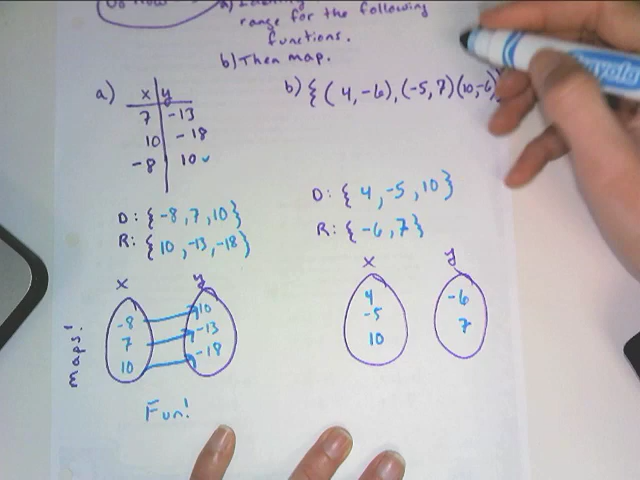 Do Now
a)
range for the following
functions.
b) Then map.
a)
x y
7 -13
10 -18
-8 10
D: {-8, 7, 10}
R: {10, -13, -18}
b) {(4, -6), (-5, 7)(10, -6)
D: {4, -5, 10}
R: {-6, 7}
maps!
x y
-8 10
7 -13
10 -18
Fun!
x y
4 -6
-5 7
10
Crayola